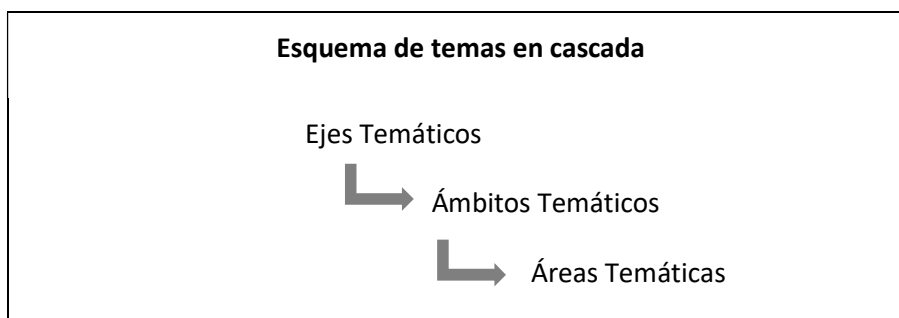 Esquema de temas en cascada
Ejes Temáticos
Ámbitos Temáticos
Áreas Temáticas